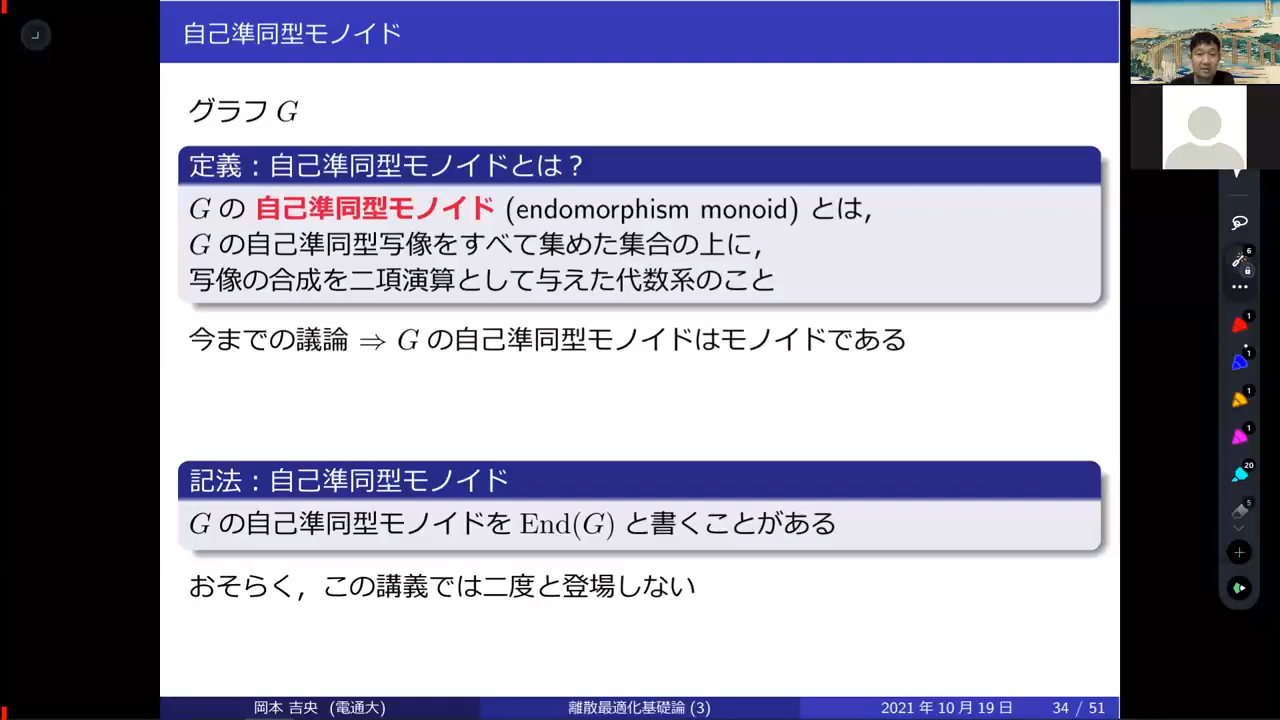 自己準同型モノイド
グラフ G
定義：自己準同型モノイドとは？
G の 自己準同型モノイド (endomorphism monoid) とは,
G の自己準同型写像をすべて集めた集合の上に,
写像の合成を二項演算として与えた代数系のこと
今までの議論 ⇒ G の自己準同型モノイドはモノイドである
記法：自己準同型モノイド
G の自己準同型モノイドを End(G) と書くことがある
おそらく，この講義では二度と登場しない
岡本 吉央 (電通大)
離散最適化基礎論 (3)
2021 年 10 月 19 日
34 / 51
6
1
1
1
1
20
5